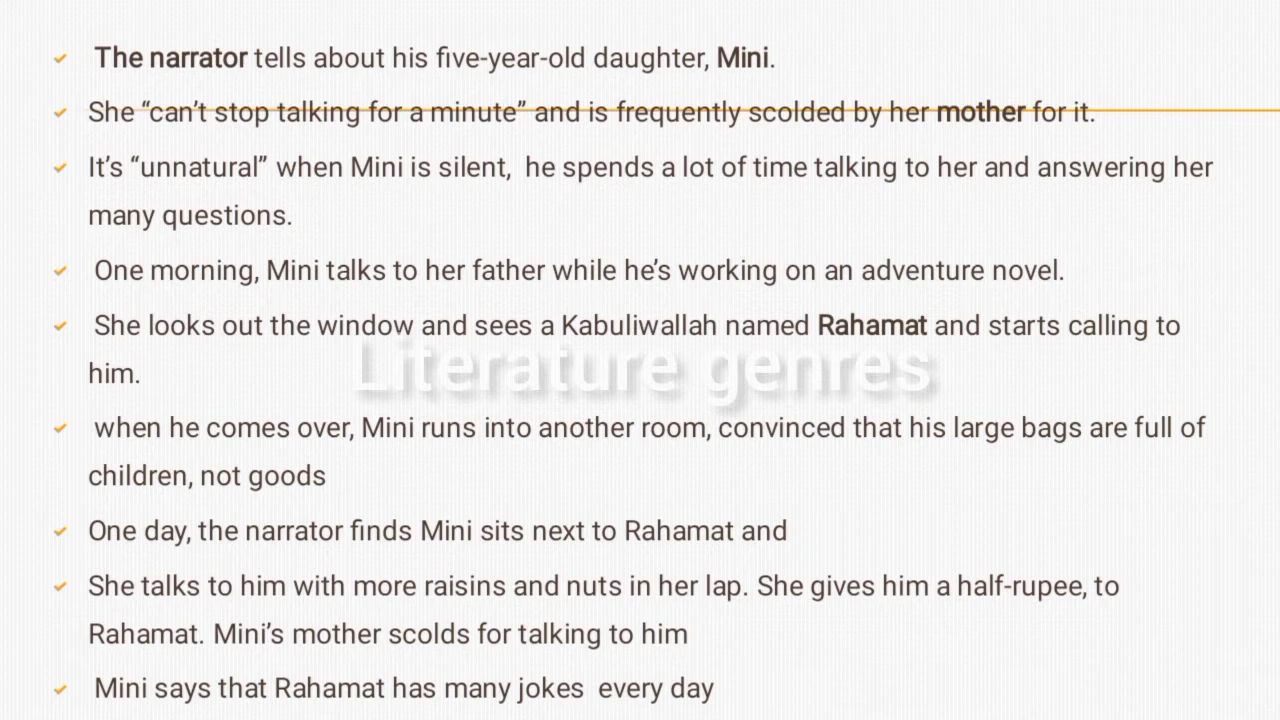 The narrator tells about his five-year-old daughter, Mini.
She “can’t stop talking for a minute” and is frequently scolded by her mother for it.
It’s “unnatural” when Mini is silent,  he spends a lot of time talking to her and answering her
many questions.
One morning, Mini talks to her father while he’s working on an adventure novel.
She looks out the window and sees a Kabuliwallah named Rahamat and starts calling to
him.
Literature genres
when he comes over, Mini runs into another room, convinced that his large bags are full of
children, not goods
One day, the narrator finds Mini sits next to Rahamat and
She talks to him with more raisins and nuts in her lap. She gives him a half-rupee, to
Rahamat. Mini’s mother scolds for talking to him
Mini says that Rahamat has many jokes  every day